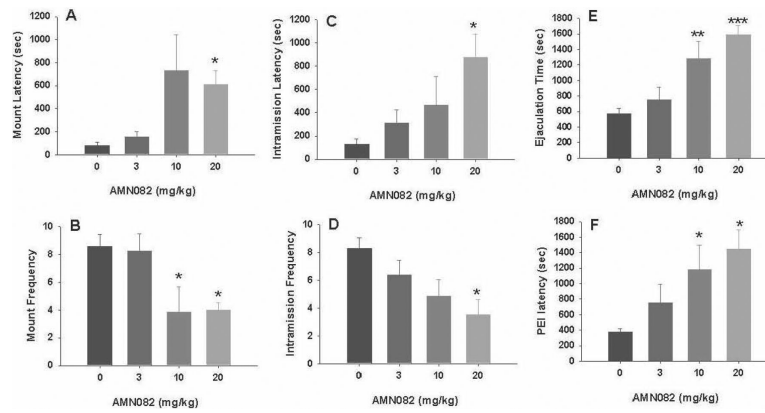 A
Mount Latency (sec)
1200
1000
800
600
400
200
0
*
0 3 10 20
AMN082 (mg/kg)
C
Intramission Latency (sec)
1200
1000
800
600
400
200
0
*
0 3 10 20
AMN082 (mg/kg)
E
Ejaculation Time (sec)
1800
1600
1400
1200
1000
800
600
400
200
0
** ***
0 3 10 20
AMN082 (mg/kg)
B
Mount Frequency
10
8
6
4
2
0
* *
0 3 10 20
AMN082 (mg/kg)
D
Intramission Frequency
10
8
6
4
2
0
*
0 3 10 20
AMN082 (mg/kg)
F
PEI latency (sec)
1800
1600
1400
1200
1000
800
600
400
200
0
* *
0 3 10 20
AMN082 (mg/kg)